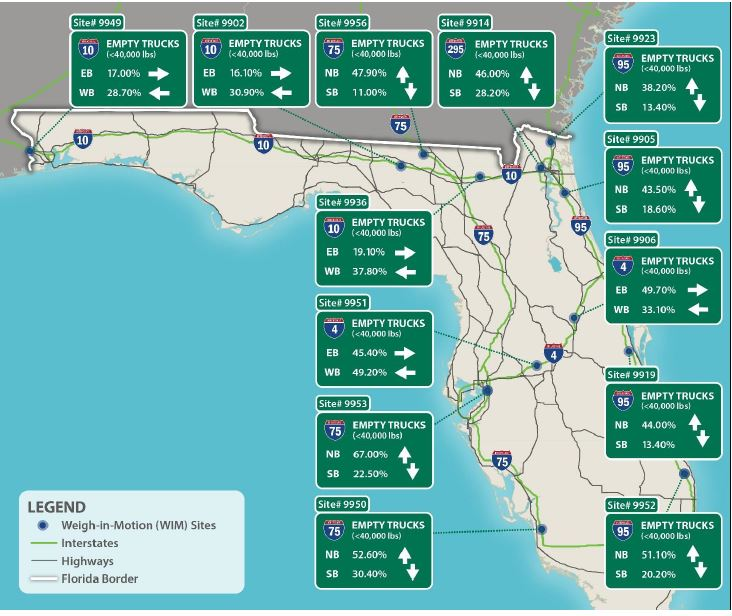 Site# 9949
10
EMPTY TRUCKS
(<40,000 lbs)
EB 17.00%
WB 28.70%
Site# 9902
10
EMPTY TRUCKS
(<40,000 lbs)
EB 16.10%
WB 30.90%
Site# 9956
75
EMPTY TRUCKS
(<40,000 lbs)
NB 47.90%
SB 11.00%
Site# 9914
295
EMPTY TRUCKS
(<40,000 lbs)
NB 46.00%
SB 28.20%
Site# 9923
95
EMPTY TRUCKS
(<40,000 lbs)
NB 38.20%
SB 13.40%
Site# 9905
95
EMPTY TRUCKS
(<40,000 lbs)
NB 43.50%
SB 18.60%
Site# 9936
10
EMPTY TRUCKS
(<40,000 lbs)
EB 19.10%
WB 37.80%
Site# 9906
4
EMPTY TRUCKS
(<40,000 lbs)
EB 49.70%
WB 33.10%
Site# 9951
4
EMPTY TRUCKS
(<40,000 lbs)
EB 45.40%
WB 49.20%
Site# 9919
95
EMPTY TRUCKS
(<40,000 lbs)
NB 44.00%
SB 13.40%
Site# 9953
75
EMPTY TRUCKS
(<40,000 lbs)
NB 67.00%
SB 22.50%
Site# 9950
75
EMPTY TRUCKS
(<40,000 lbs)
NB 52.60%
SB 30.40%
Site# 9952
95
EMPTY TRUCKS
(<40,000 lbs)
NB 51.10%
SB 20.20%
10
10
75
10
75
95
4
75
LEGEND
Weigh-in-Motion (WIM) Sites
Interstates
Highways
Florida Border